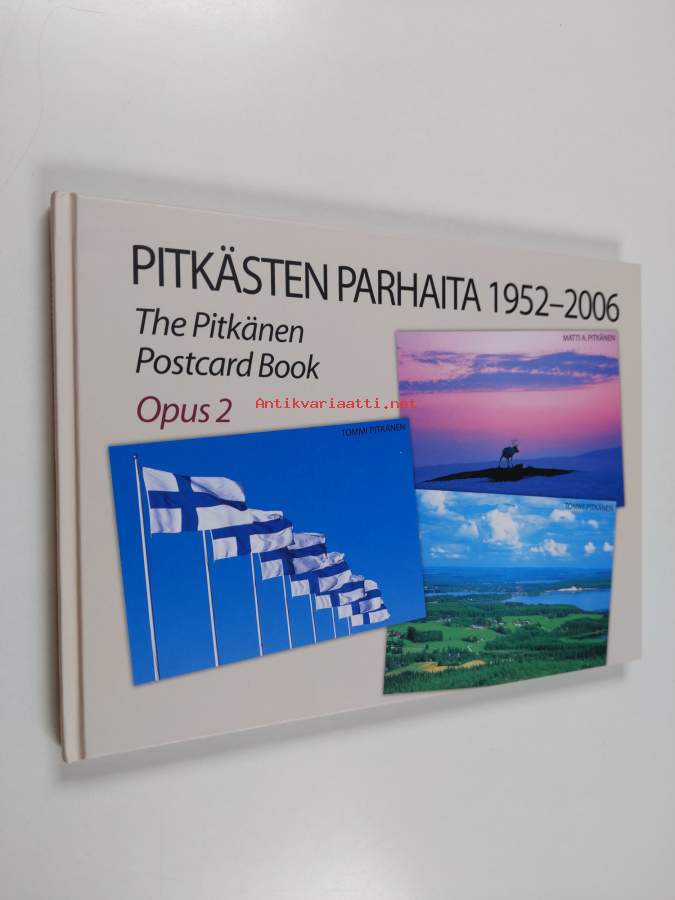 PITKÄSTEN PARHAITA 1952–2006
The Pitkänen
Postcard Book
Opus 2
MATTI A. PITKÄNEN
Antikvariaatti.net
TOMMI PITKÄNEN
TOMMI PITKÄNEN